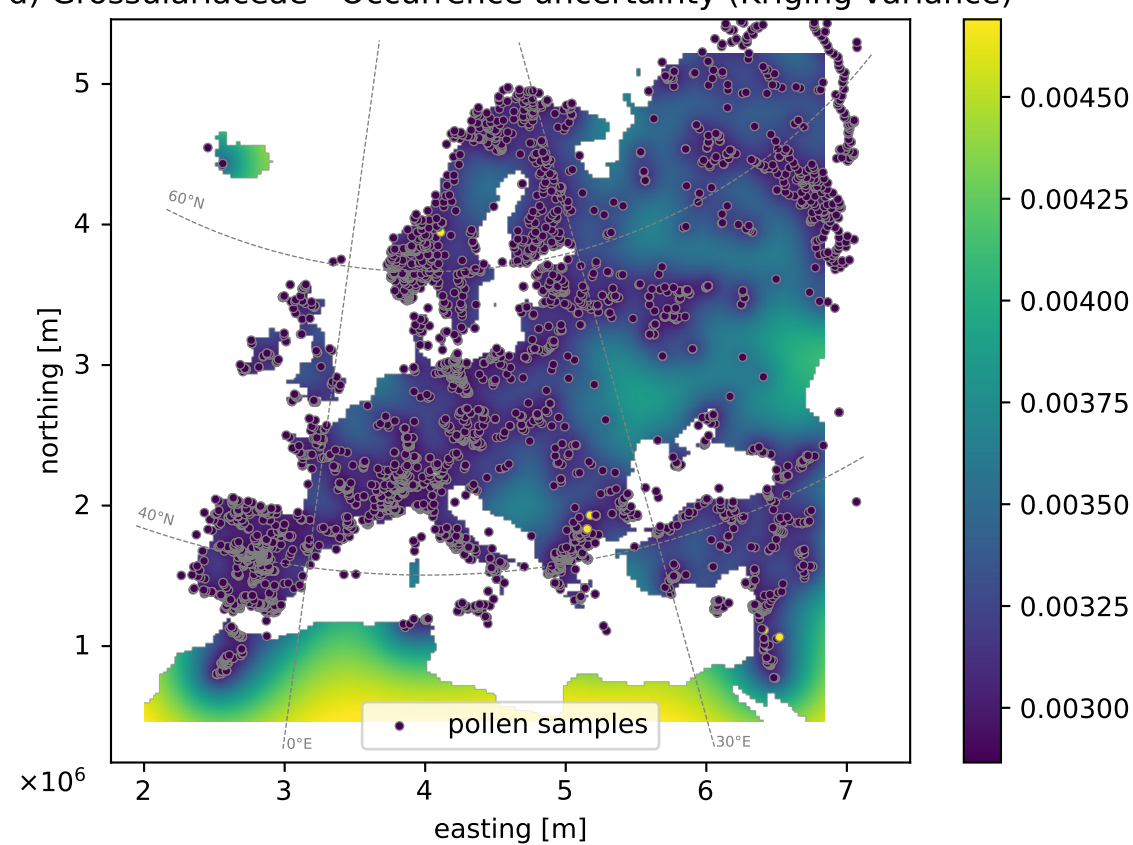 d) Grossulariaceae - Occurrence uncertainty (Kriging variance)
5
4
3
2
1
northing [m]
60°N
40°N
0°E
30°E
pollen samples
×10⁶
2 3 4 5 6 7
easting [m]
0.00450
0.00425
0.00400
0.00375
0.00350
0.00325
0.00300